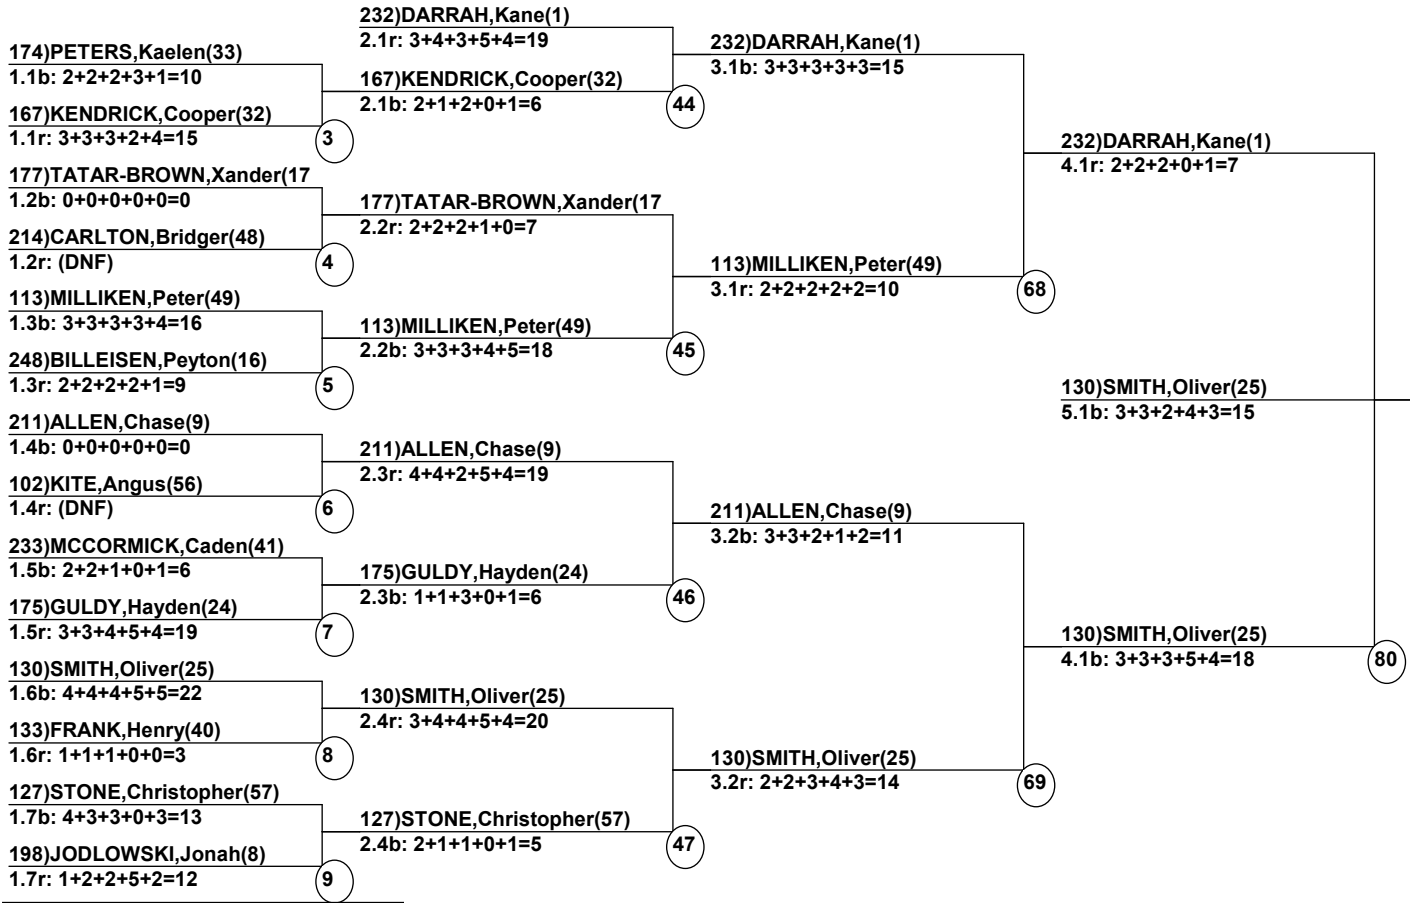 232)DARRAH,Kane(1)
2.1r: 3+4+3+5+4=19
174)PETERS,Kaelen(33)
1.1b: 2+2+2+3+1=10
232)DARRAH,Kane(1)
3.1b: 3+3+3+3+3=15
167)KENDRICK,Cooper(32)
2.1b: 2+1+2+0+1=6
44
167)KENDRICK,Cooper(32)
1.1r: 3+3+3+2+4=15
3
232)DARRAH,Kane(1)
4.1r: 2+2+2+0+1=7
177)TATAR-BROWN,Xander(17
1.2b: 0+0+0+0+0=0
177)TATAR-BROWN,Xander(17
2.2r: 2+2+2+1+0=7
214)CARLTON,Bridger(48)
1.2r: (DNF)
4
113)MILLIKEN,Peter(49)
3.1r: 2+2+2+2+2=10
68
113)MILLIKEN,Peter(49)
1.3b: 3+3+3+3+4=16
113)MILLIKEN,Peter(49)
2.2b: 3+3+3+4+5=18
45
248)BILLEISEN,Peyton(16)
1.3r: 2+2+2+2+1=9
5
130)SMITH,Oliver(25)
5.1b: 3+3+2+4+3=15
211)ALLEN,Chase(9)
1.4b: 0+0+0+0+0=0
211)ALLEN,Chase(9)
2.3r: 4+4+2+5+4=19
102)KITE,Angus(56)
1.4r: (DNF)
6
211)ALLEN,Chase(9)
3.2b: 3+3+2+1+2=11
233)MCCORMICK,Caden(41)
1.5b: 2+2+1+0+1=6
175)GULDY,Hayden(24)
2.3b: 1+1+3+0+1=6
46
175)GULDY,Hayden(24)
1.5r: 3+3+4+5+4=19
7
130)SMITH,Oliver(25)
4.1b: 3+3+3+5+4=18
80
130)SMITH,Oliver(25)
1.6b: 4+4+4+5+5=22
130)SMITH,Oliver(25)
2.4r: 3+4+4+5+4=20
133)FRANK,Henry(40)
1.6r: 1+1+1+0+0=3
8
130)SMITH,Oliver(25)
3.2r: 2+2+3+4+3=14
69
127)STONE,Christopher(57)
1.7b: 4+3+3+0+3=13
127)STONE,Christopher(57)
2.4b: 2+1+1+0+1=5
47
198)JODLOWSKI,Jonah(8)
1.7r: 1+2+2+5+2=12
9